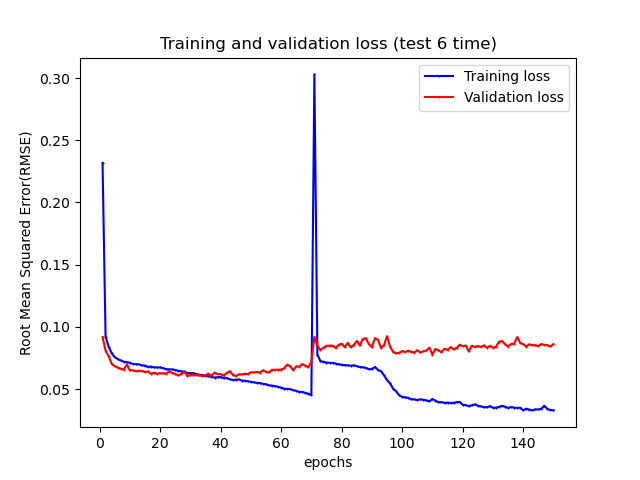 Training and validation loss (test 6 time)
Training loss
Validation loss
Root Mean Squared Error(RMSE)
0.30
0.25
0.20
0.15
0.10
0.05
0 20 40 60 80 100 120 140
epochs